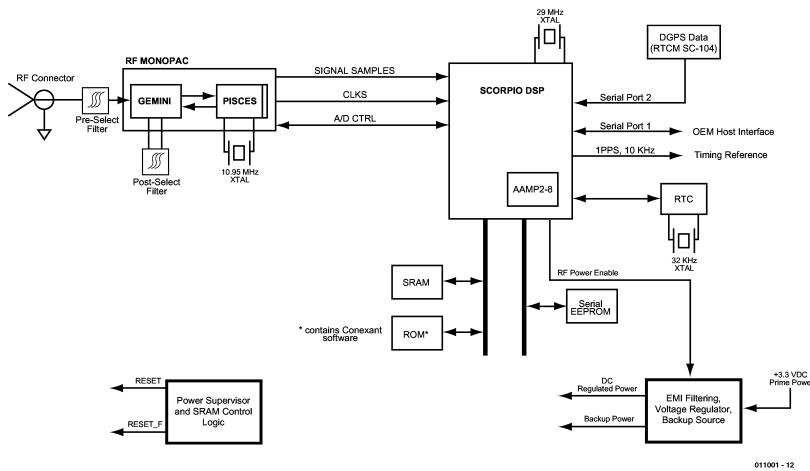 29 MHz
XTAL
DGPS Data
(RTCM SC-104)
RF MONOPAC
RF Connector
SIGNAL SAMPLES
SCORPIO DSP
GEMINI
PISCES
CLKS
Serial Port 2
Pre-Select
Filter
A/D CTRL
Serial Port 1
OEM Host Interface
1PPS, 10 KHz
Timing Reference
10.95 MHz
XTAL
Post-Select
Filter
AAMP2-8
RTC
32 KHz
XTAL
RF Power Enable
SRAM
Serial
EEPROM
* contains Conexant
software
ROM*
RESET
Power Supervisor
and SRAM Control
Logic
RESET_F
DC
Regulated Power
Backup Power
EMI Filtering,
Voltage Regulator,
Backup Source
+3.3 VDC
Prime Powe
011001 - 12